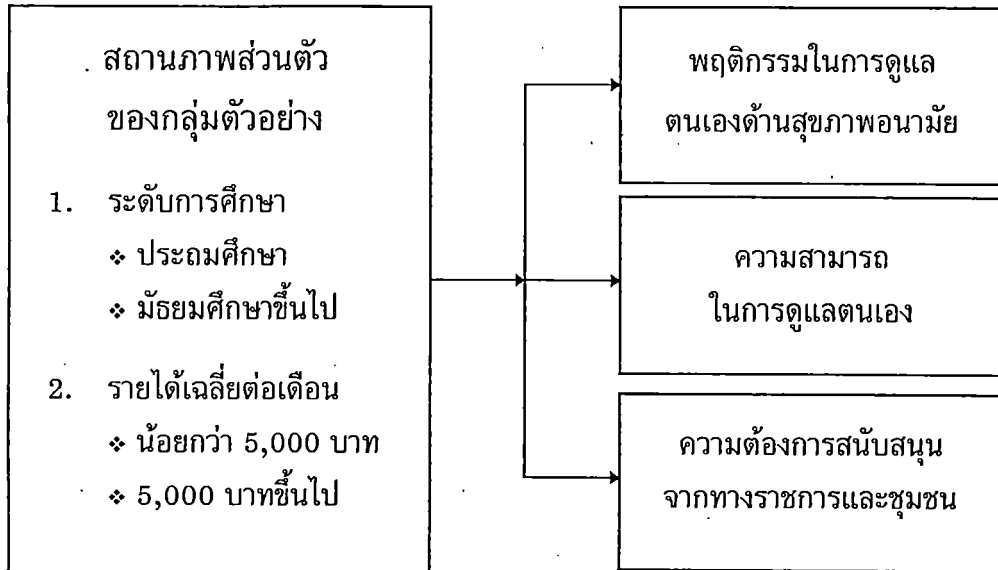 สถานภาพส่วนตัว
ของกลุ่มตัวอย่าง
1. ระดับการศึกษา
❖ ประถมศึกษา
❖ มัธยมศึกษาขึ้นไป
2. รายได้เฉลี่ยต่อเดือน
❖ น้อยกว่า 5,000 บาท
❖ 5,000 บาทขึ้นไป
พฤติกรรมในการดูแล
ตนเองด้านสุขภาพอนามัย
ความสามารถ
ในการดูแลตนเอง
ความต้องการสนับสนุน
จากทางราชการและชุมชน